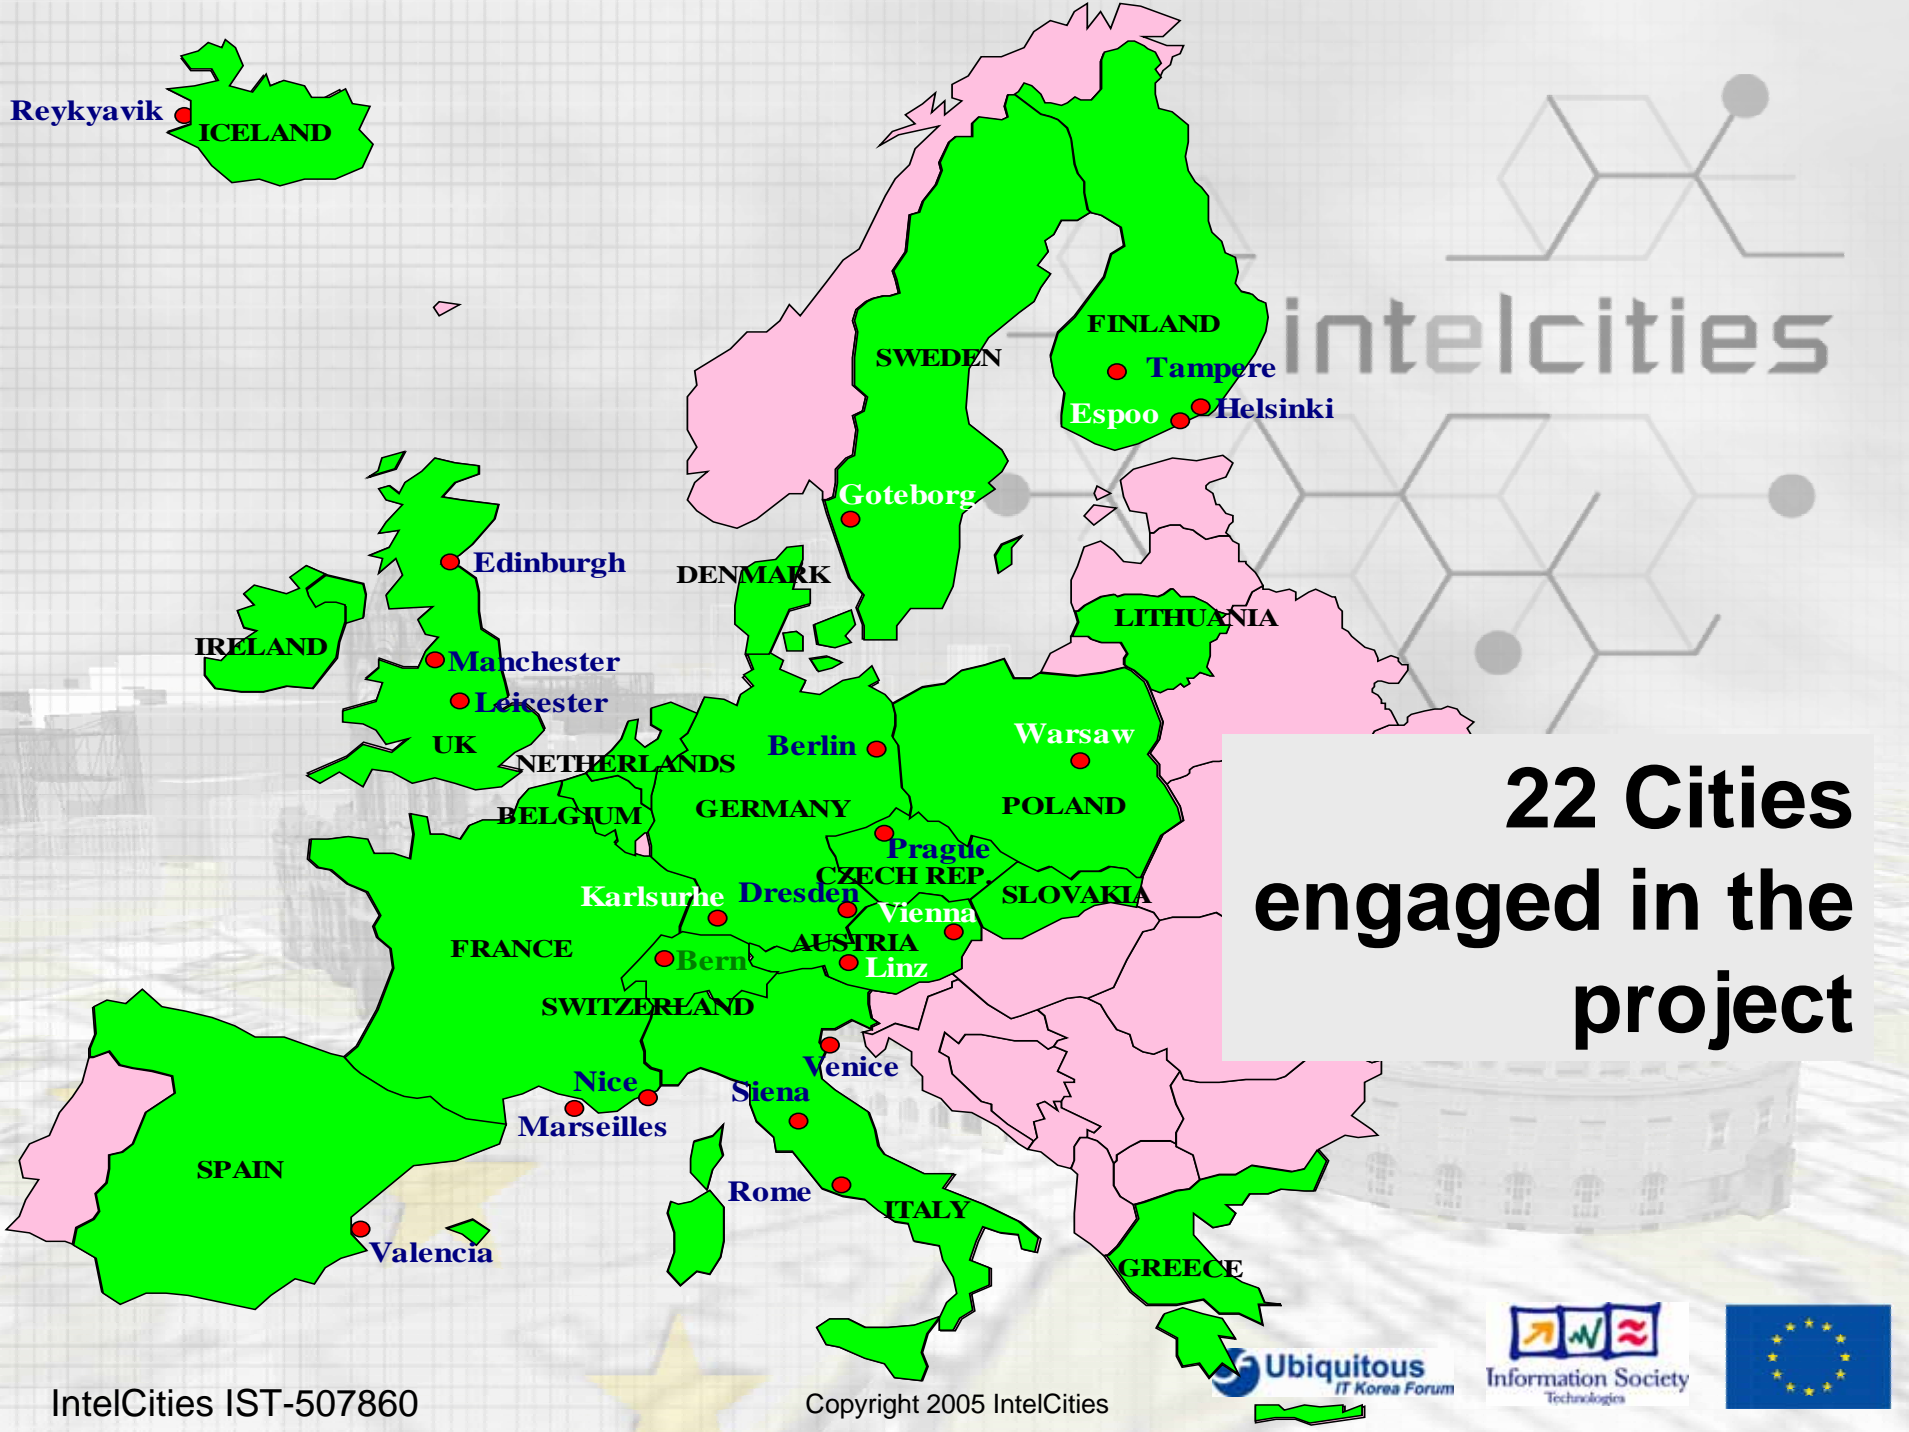 Reykyavik
ICELAND
intelcities
FINLAND
SWEDEN
Tampere
Espoo
Helsinki
Goteborg
Edinburgh
DENMARK
LITHUANIA
IRELAND
Manchester
Leicester
UK
NETHERLANDS
Berlin
Warsaw
BELGIUM
GERMANY
POLAND
Prague
CZECH REP.
SLOVAKIA
Karlsurhe
Dresden
Vienna
FRANCE
AUSTRIA
Bern
Linz
SWITZERLAND
Venice
Nice
Siena
Marseilles
SPAIN
Rome
ITALY
Valencia
GREECE
22 Cities
engaged in the
project
IntelCities IST-507860
Copyright 2005 IntelCities
Ubiquitous
IT Korea Forum
Information Society
Technologies